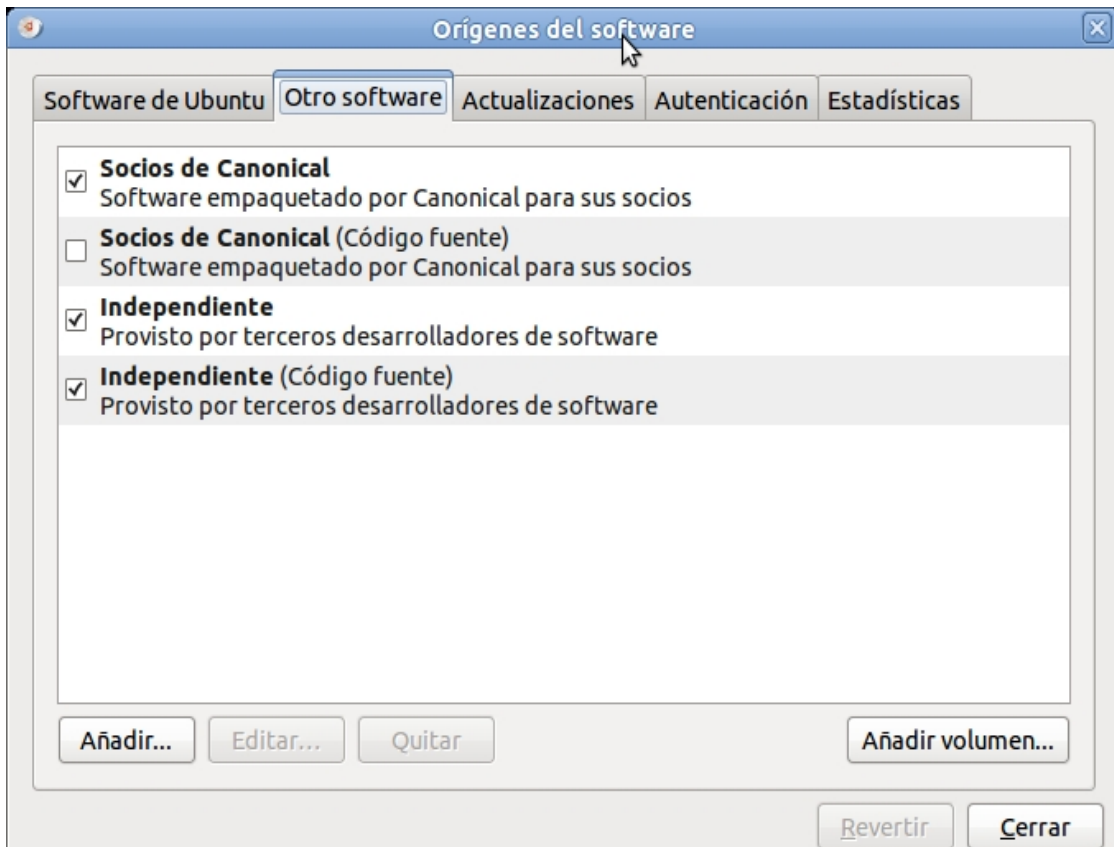 Orígenes del software
Software de Ubuntu Otro software Actualizaciones Autenticación Estadísticas
Socios de Canonical
Software empaquetado por Canonical para sus socios
Socios de Canonical (Código fuente)
Software empaquetado por Canonical para sus socios
Independiente
Provisto por terceros desarrolladores de software
Independiente (Código fuente)
Provisto por terceros desarrolladores de software
Añadir... Editar... Quitar Añadir volumen...
Revertir Cerrar